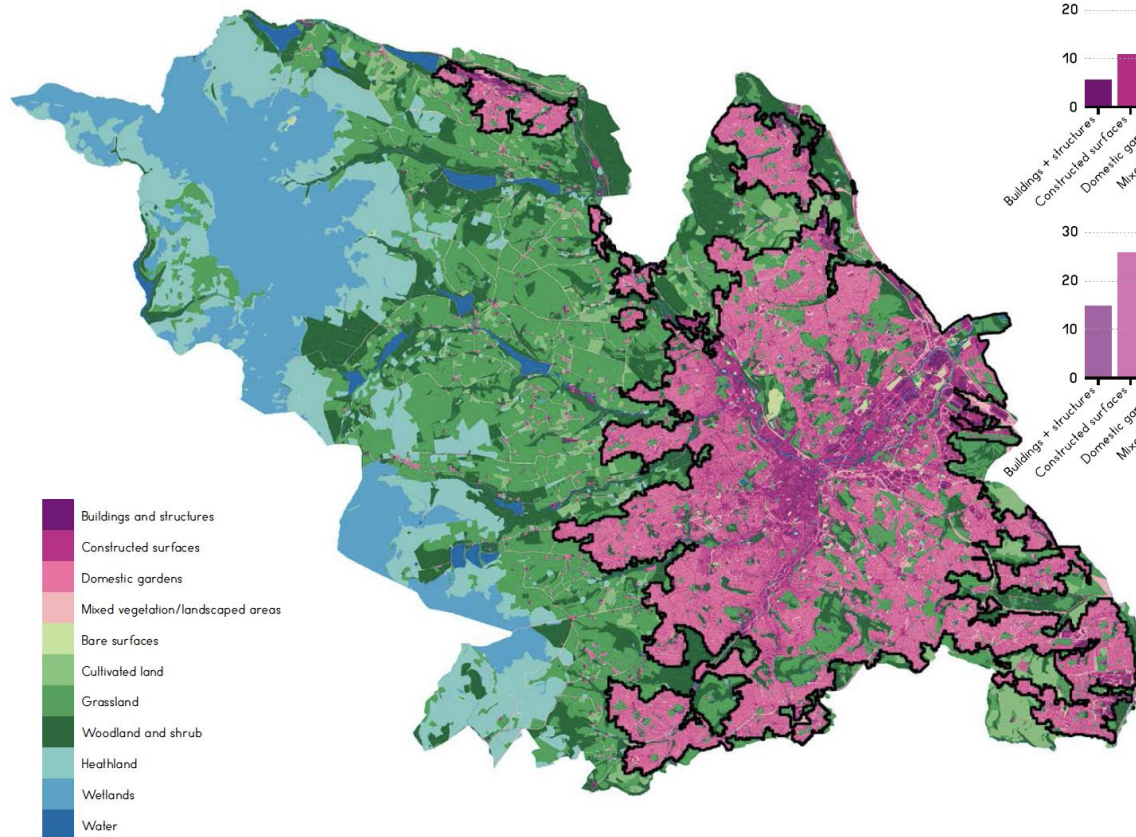 20
10
0
Buildings + structures
Constructed surfaces
30
20
10
0
Buildings + structures
Constructed surfaces
Buildings and structures
Constructed surfaces
Domestic gardens
Mixed vegetation/landscaped areas
Bare surfaces
Cultivated land
Grassland
Woodland and shrub
Heathland
Wetlands
Water